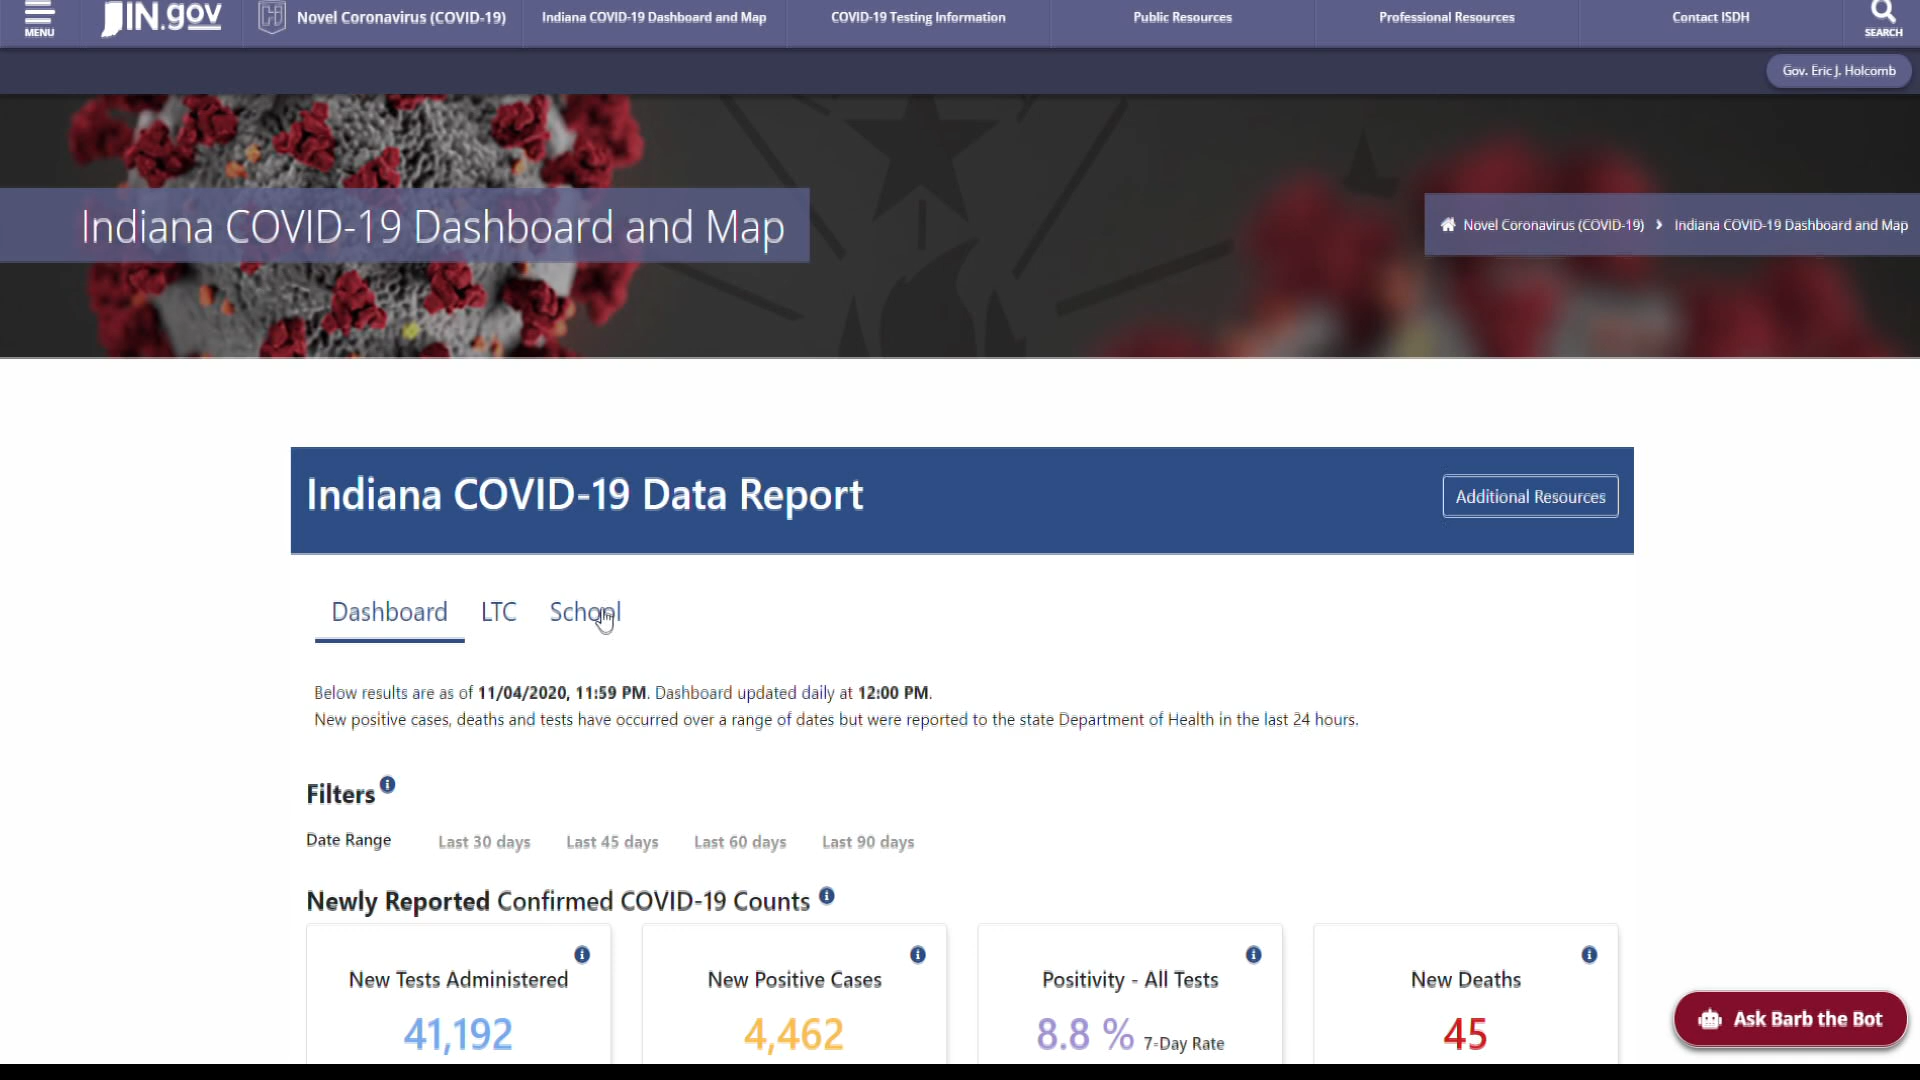 MENU
IN.gov
Novel Coronavirus (COVID-19)
Indiana COVID-19 Dashboard and Map
COVID-19 Testing Information
Public Resources
Professional Resources
Contact ISDH
SEARCH
Gov. Eric J. Holcomb
Indiana COVID-19 Dashboard and Map
Novel Coronavirus (COVID-19) › Indiana COVID-19 Dashboard and Map
Indiana COVID-19 Data Report
Additional Resources
Dashboard LTC School
Below results are as of 11/04/2020, 11:59 PM. Dashboard updated daily at 12:00 PM.
New positive cases, deaths and tests have occurred over a range of dates but were reported to the state Department of Health in the last 24 hours.
Filters
Date Range Last 30 days Last 45 days Last 60 days Last 90 days
Newly Reported Confirmed COVID-19 Counts
New Tests Administered
41,192
New Positive Cases
4,462
Positivity - All Tests
8.8 % 7-Day Rate
New Deaths
45
Ask Barb the Bot